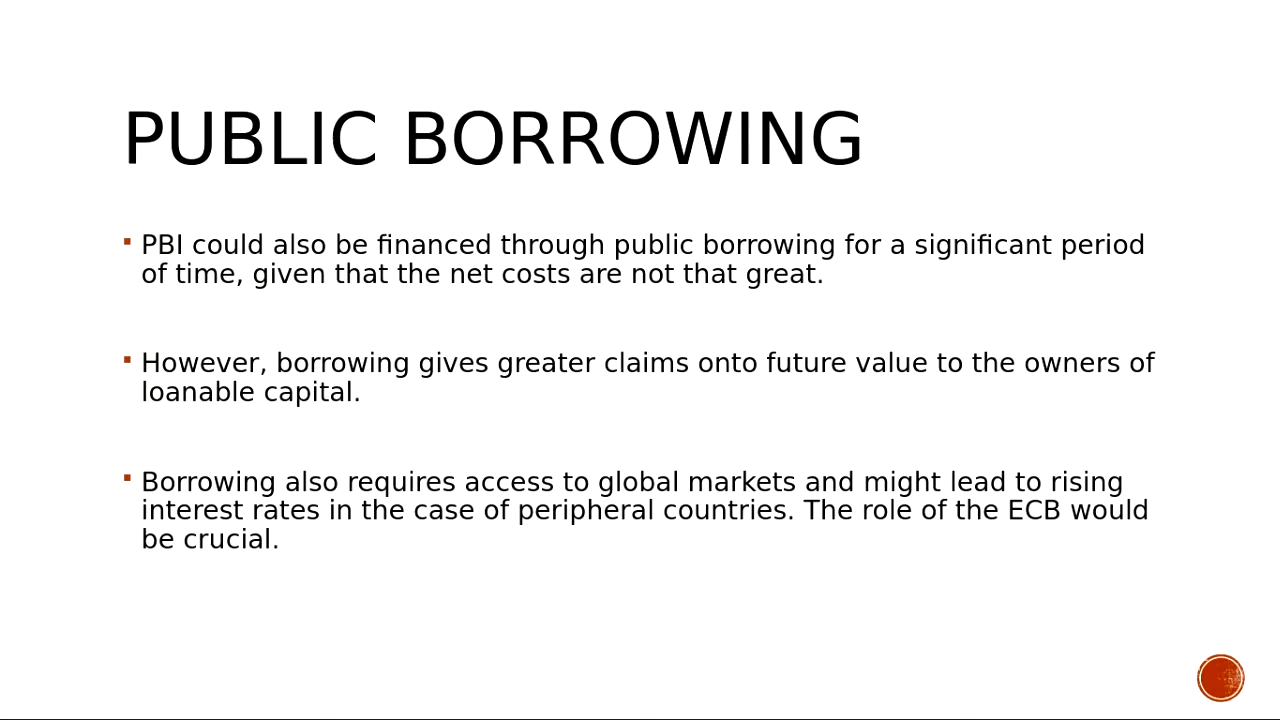 PUBLIC BORROWING
▪ PBI could also be financed through public borrowing for a significant period
of time, given that the net costs are not that great.
▪ However, borrowing gives greater claims onto future value to the owners of
loanable capital.
▪ Borrowing also requires access to global markets and might lead to rising
interest rates in the case of peripheral countries. The role of the ECB would
be crucial.